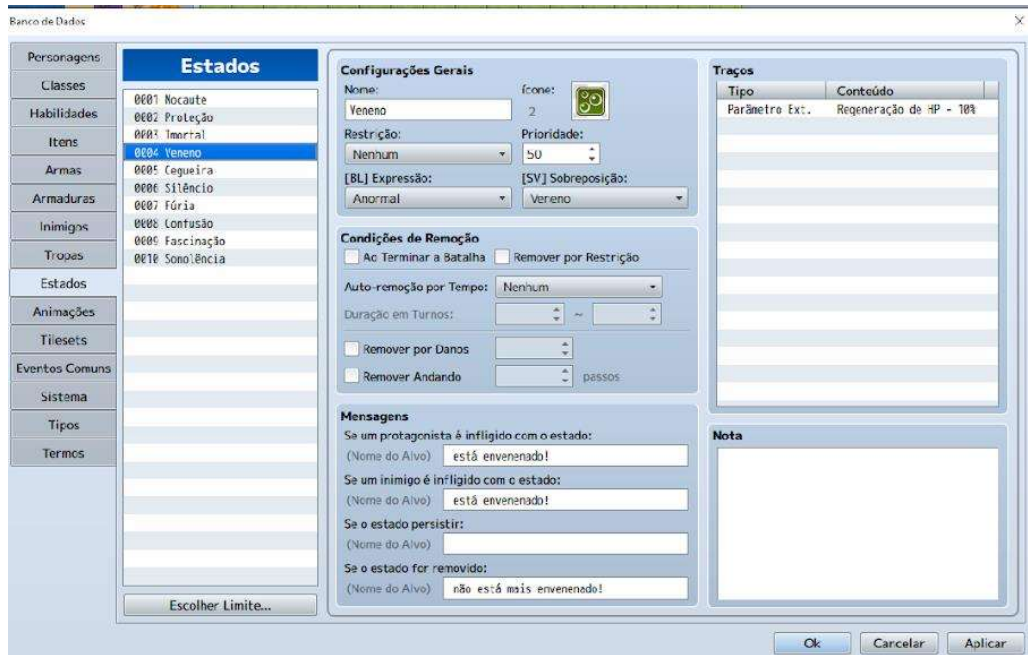 Banco de Dados
Personagens
Classes
Habilidades
Itens
Armas
Armaduras
Inimigos
Tropas
Estados
Animações
Tilesets
Eventos Comuns
Sistema
Tipos
Termos
Estados
0001 Nocaute
0002 Proteção
0003 Imortal
0004 Veneno
0005 Cegueira
0006 Silêncio
0007 Fúria
0008 Confusão
0009 Fascinação
0010 Sonolência
Escolher Limite...
Configurações Gerais
Nome: Ícone:
Veneno 2
Restrição: Prioridade:
Nenhum 50
[BL] Expressão: [SV] Sobreposição:
Anormal Veneno
Condições de Remoção
Ao Terminar a Batalha Remover por Restrição
Auto-remoção por Tempo: Nenhum
Duração em Turnos: ~
Remover por Danos
Remover Andando passos
Mensagens
Se um protagonista é infligido com o estado:
(Nome do Alvo) está envenenado!
Se um inimigo é infligido com o estado:
(Nome do Alvo) está envenenado!
Se o estado persistir:
(Nome do Alvo)
Se o estado for removido:
(Nome do Alvo) não está mais envenenado!
Traços
Tipo Conteúdo
Parâmetro Ext. Regeneração de HP - 10%
Nota
Ok Cancelar Aplicar